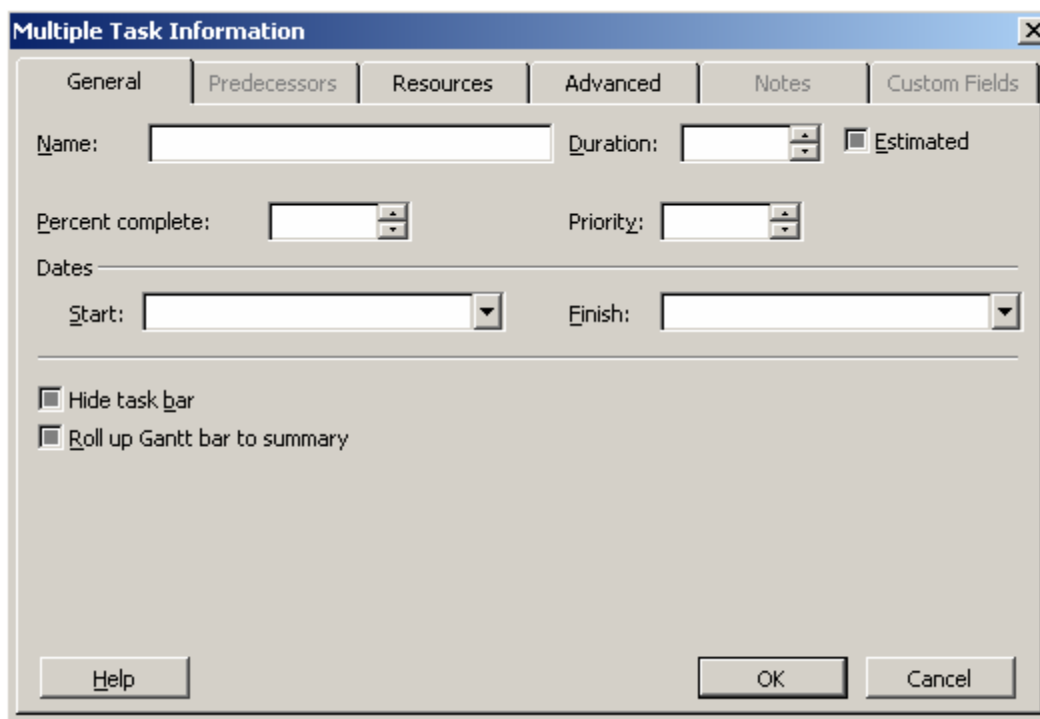 Multiple Task Information
General Predecessors Resources Advanced Notes Custom Fields
Name: Duration: Estimated
Percent complete: Priority:
Dates
Start: Finish:
Hide task bar
Roll up Gantt bar to summary
Help OK Cancel